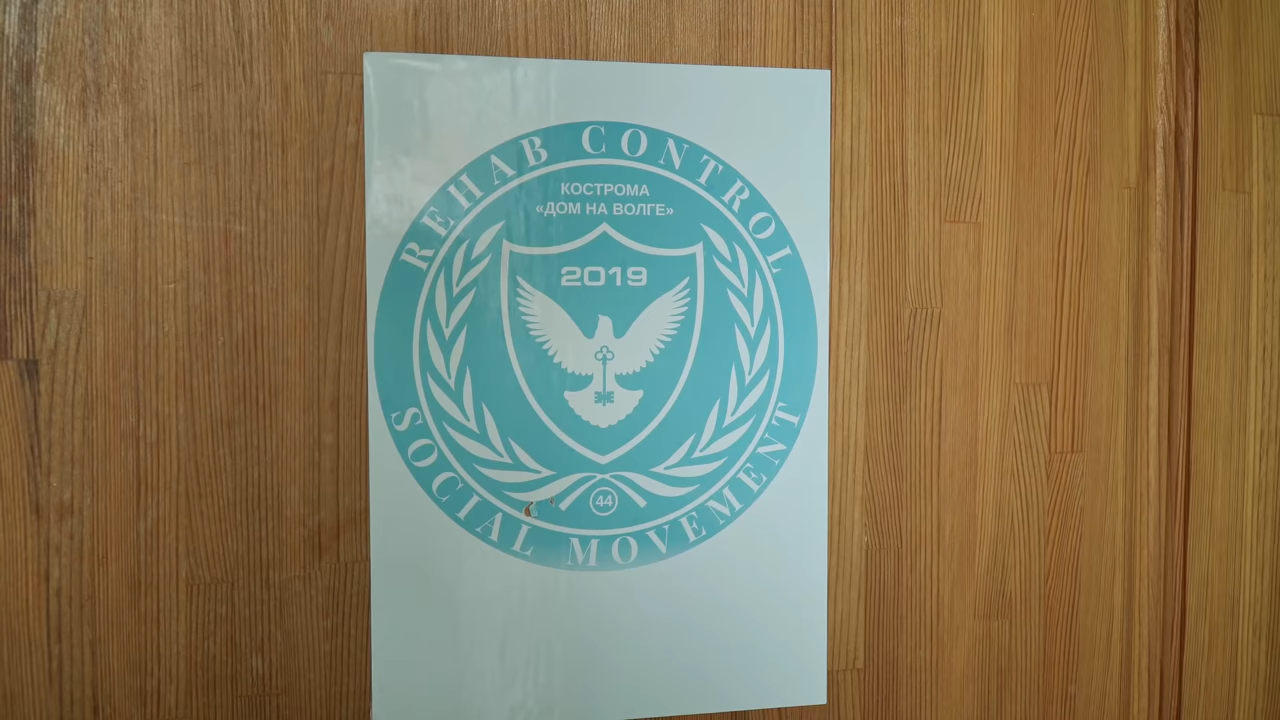 REHAB CONTROL
КОСТРОМА
«ДОМ НА ВОЛГЕ»
2019
44
SOCIAL MOVEMENT